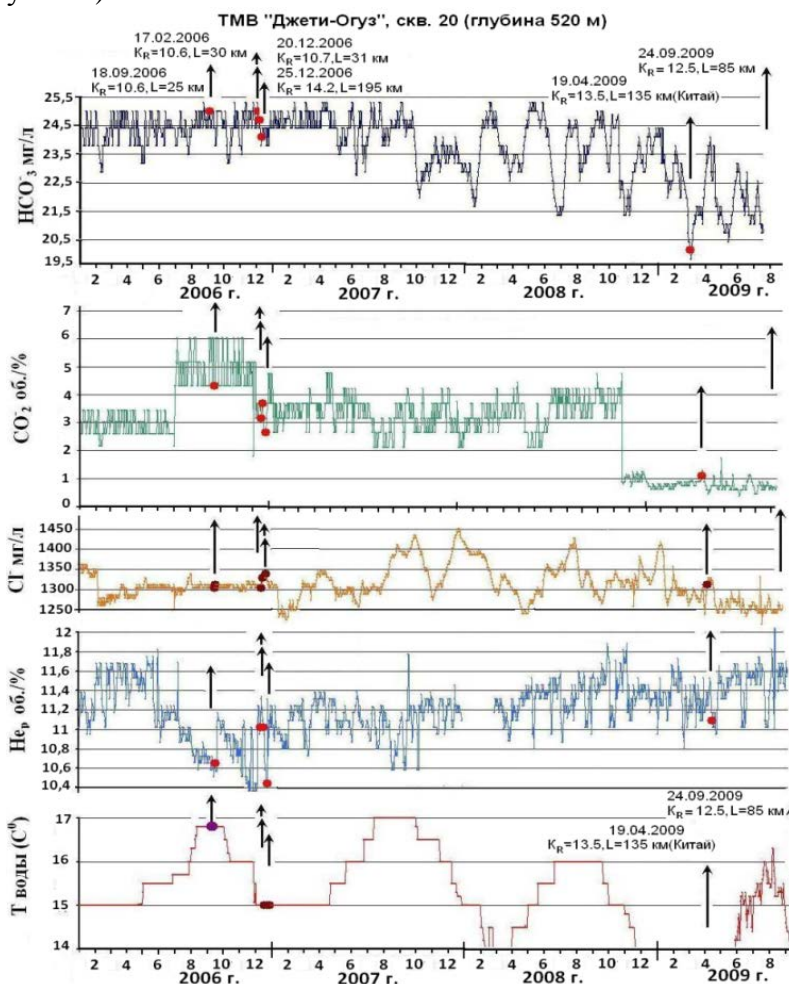 ТМВ "Джети-Огуз", скв. 20 (глубина 520 м)
17.02.2006
K_R=10.6,L=30 км
18.09.2006
K_R=10.6,L=25 км
20.12.2006
K_R=10.7,L=31 км
25.12.2006
K_R= 14.2,L=195 км
24.09.2009
K_R= 12.5,L=85 км
19.04.2009
K_R=13.5,L=135 км(Китай)
HCO⁻₃ мг/л
25,5
24.5
23.5
22.5
21.5
20.5
19,5
2 4 6 8 10 12 2 4 6 8 10 12 2 4 6 8 10 12 2 4 6 8
2006 г. 2007 г. 2008 г. 2009 г.
CO⁻₂ об./%
7
6
5
4
3
2
1
0
Cl⁻ мг/л
1450
1400
1350
1300
1250
He_p об./%
12
11,8
11,6
11,4
11,2
11
10,8
10,6
10,4
24.09.2009
K_R= 12.5,L=85 км
19.04.2009
K_R=13.5,L=135 км(Китай)
Т воды (С⁰)
17
16
15
14
2 4 6 8 10 12 2 4 6 8 10 12 2 4 6 8 10 12 2 4 6 8
2006 г. 2007 г. 2008 г. 2009 г.